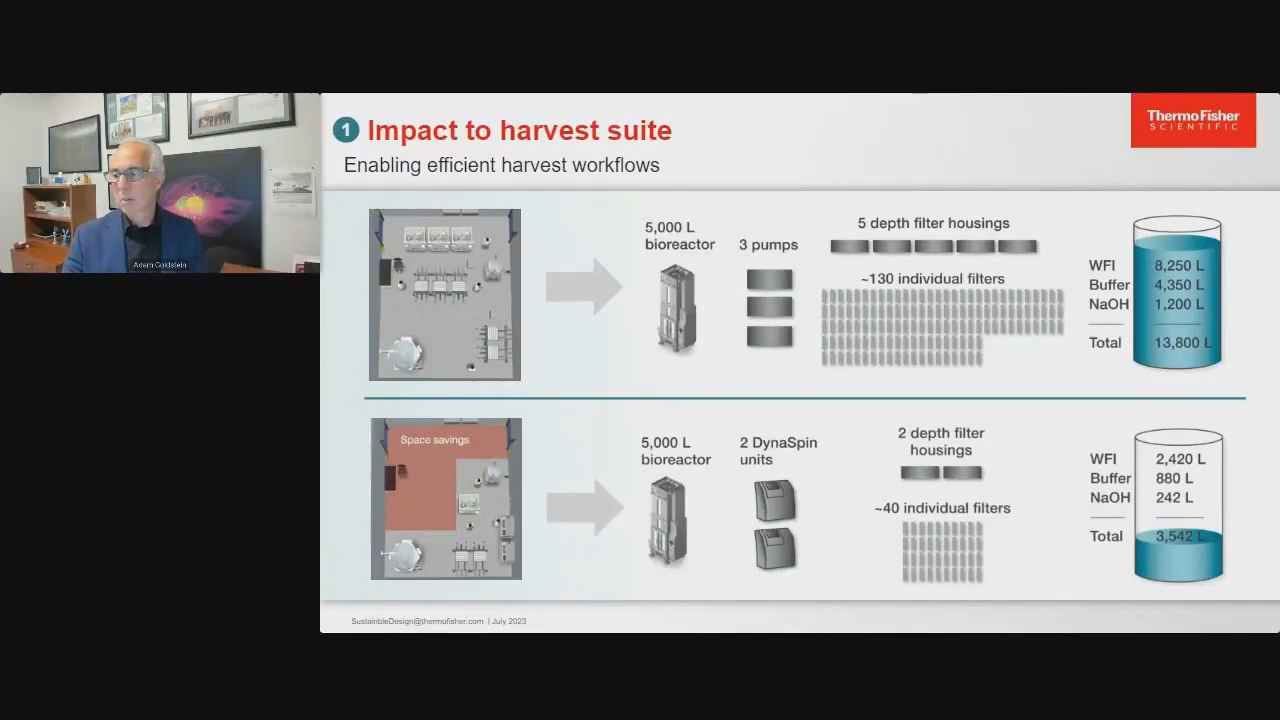 Adam Goldstein
1 Impact to harvest suite
Enabling efficient harvest workflows
ThermoFisher
SCIENTIFIC
5,000 L
bioreactor
3 pumps
5 depth filter housings
~130 individual filters
WFI 8,250 L
Buffer 4,350 L
NaOH 1,200 L
Total 13,800 L
Space savings
5,000 L
bioreactor
2 DynaSpin
units
2 depth filter
housings
~40 individual filters
WFI 2,420 L
Buffer 880 L
NaOH 242 L
Total 3,542 L
SustainbleDesign@thermofisher.com | July 2023